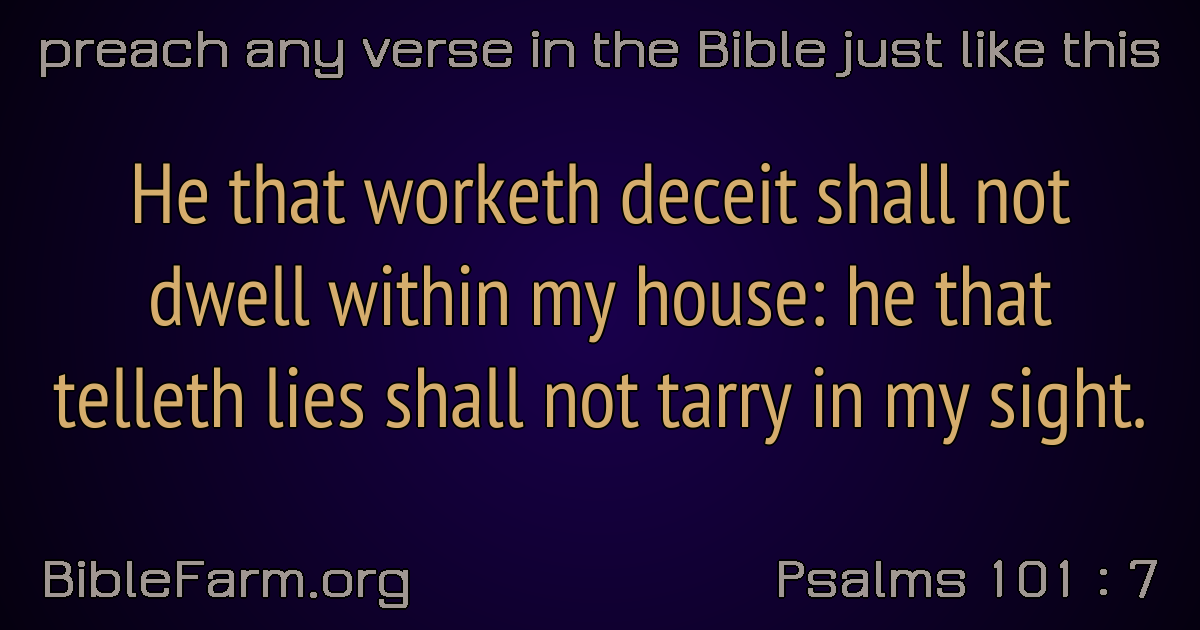 preach any verse in the Bible just like this
He that worketh deceit shall not
dwell within my house: he that
telleth lies shall not tarry in my sight.
BibleFarm.org
Psalms 101 : 7